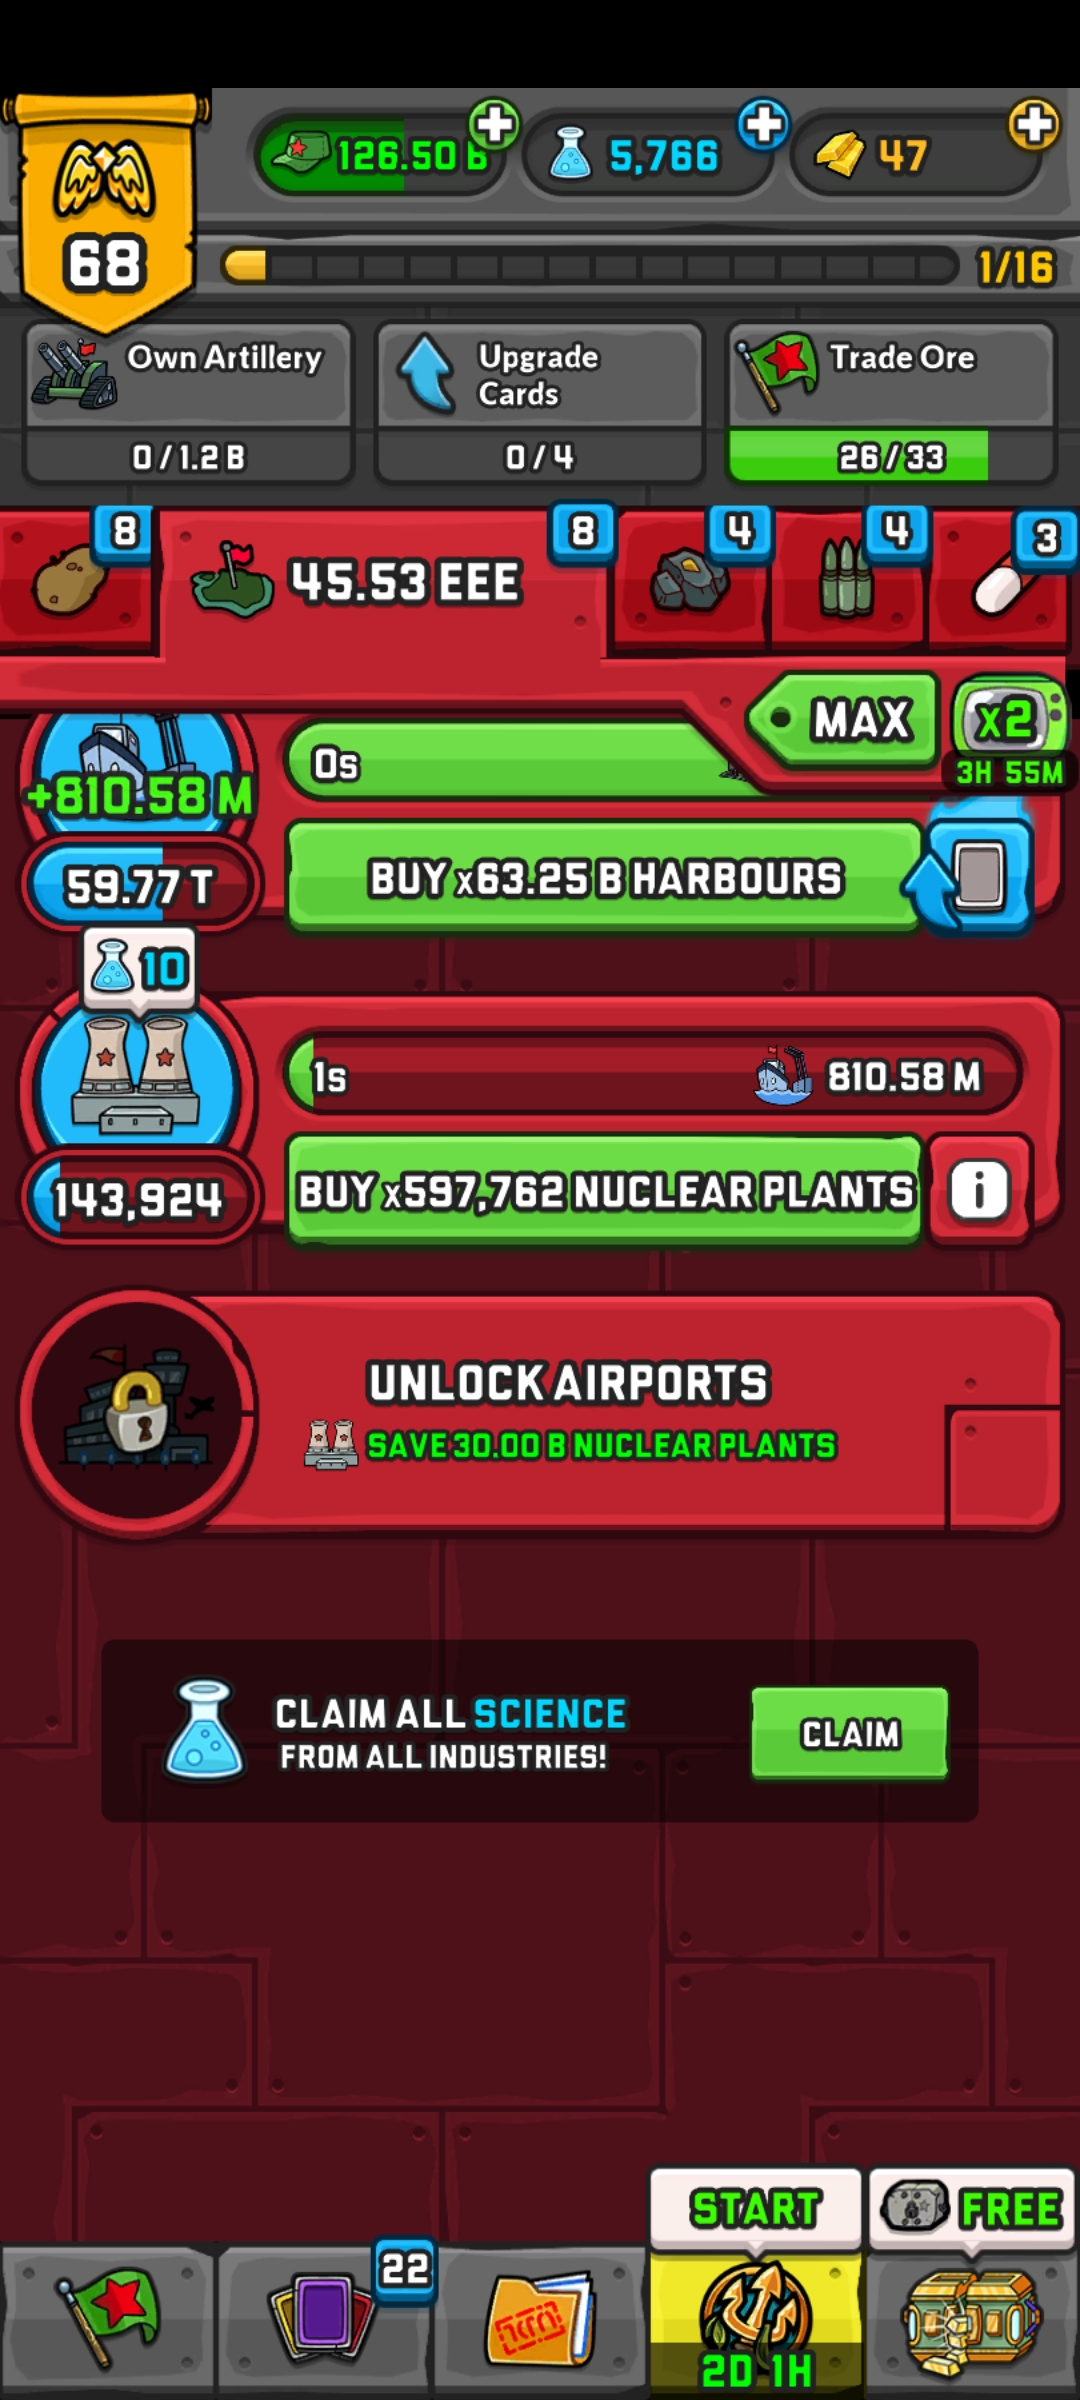 68
126.50 B
5,766
47
1/16
Own Artillery
0 / 1.2 B
Upgrade
Cards
0 / 4
Trade Ore
26 / 33
8
45.53 EEE
8
4
4
3
MAX
x2
3H 55M
+810.58 M
0s
59.77 T
BUY x63.25 B HARBOURS
10
1s
810.58 M
143,924
BUY x597,762 NUCLEAR PLANTS
i
UNLOCK AIRPORTS
SAVE 30.00 B NUCLEAR PLANTS
CLAIM ALL SCIENCE
FROM ALL INDUSTRIES!
CLAIM
START
FREE
22
2D 1H